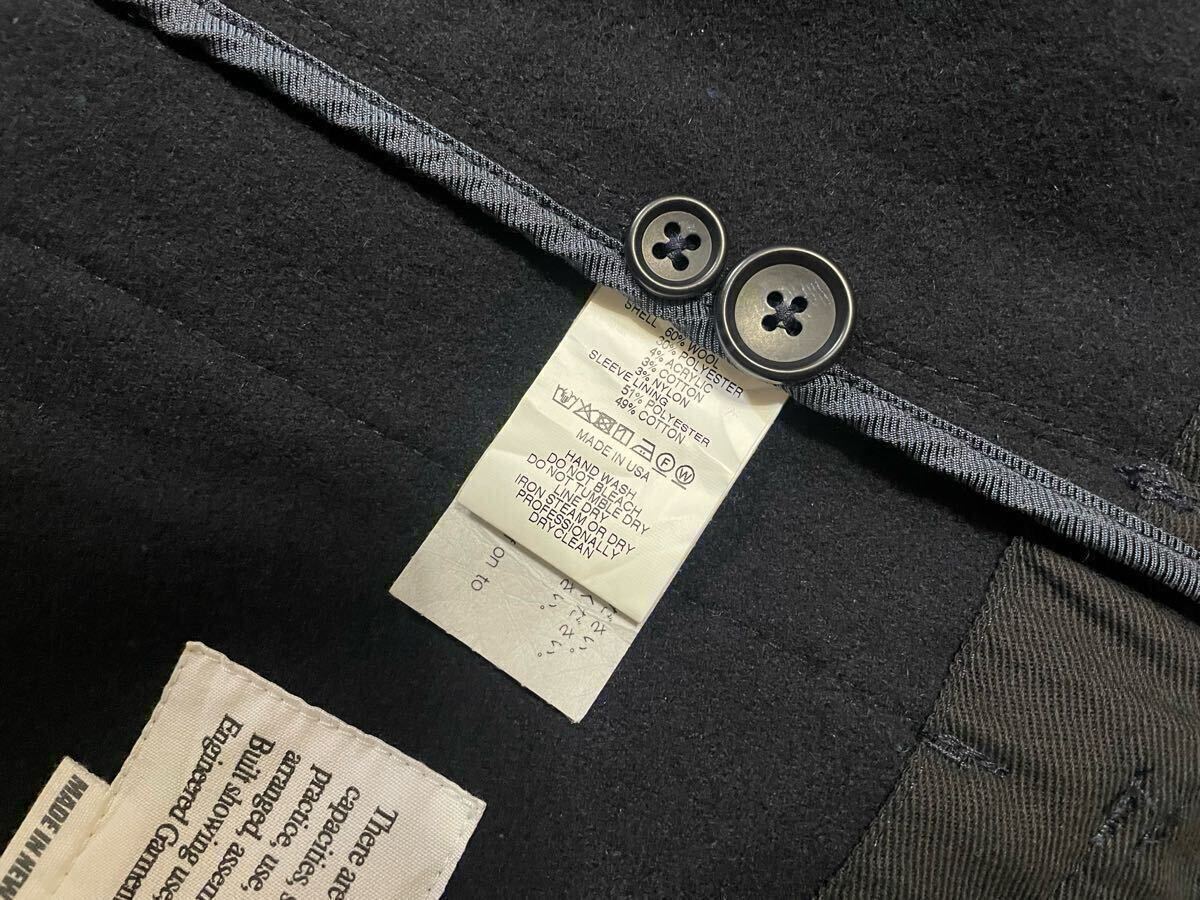 SHELL 60% WOOL
30% POLYESTER
4% ACRYLIC
3% COTTON
3% NYLON
SLEEVE LINING
51% POLYESTER
49% COTTON
MADE IN USA
HAND WASH
DO NOT BLEACH
DO NOT TUMBLE DRY
LINE DRY
IRON STEAM OR DRY
PROFESSIONALLY
DRYCLEAN
on to
There are
capacities,
practice, use,
arranged,
Built showing use,
Engineered
MADE IN NEW